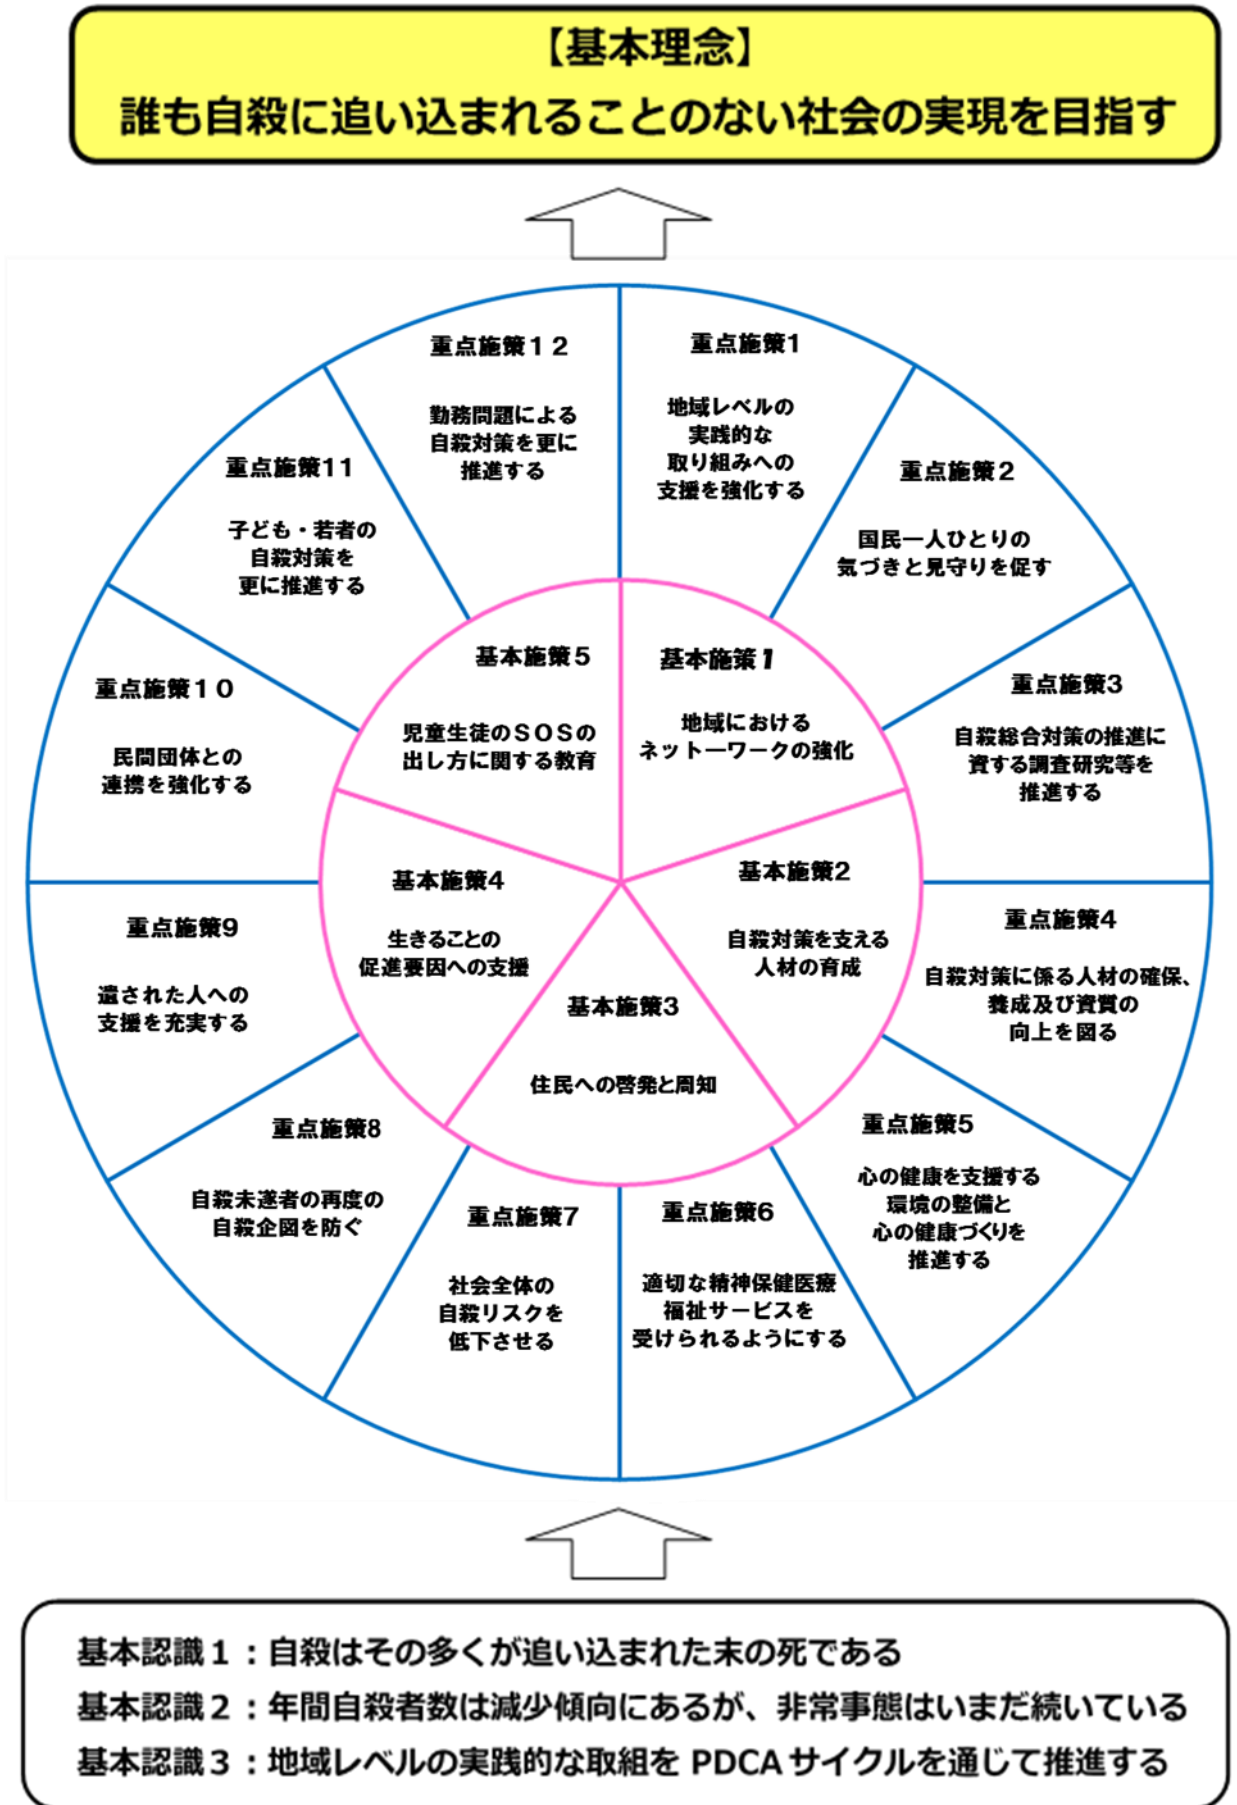 【基本理念】
誰も自殺に追い込まれることのない社会の実現を目指す
重点施策1
地域レベルの
実践的な
取り組みへの
支援を強化する
重点施策2
国民一人ひとりの
気づきと見守りを促す
重点施策3
自殺総合対策の推進に
資する調査研究等を
推進する
重点施策4
自殺対策に係る人材の確保、
養成及び資質の
向上を図る
重点施策5
心の健康を支援する
環境の整備と
心の健康づくりを
推進する
重点施策6
適切な精神保健医療
福祉サービスを
受けられるようにする
重点施策7
社会全体の
自殺リスクを
低下させる
重点施策8
自殺未遂者の再度の
自殺企図を防ぐ
重点施策9
遺された人への
支援を充実する
重点施策１０
民間団体との
連携を強化する
重点施策11
子ども・若者の
自殺対策を
更に推進する
重点施策１２
勤務問題による
自殺対策を更に
推進する
基本施策1
地域における
ネットーワークの強化
基本施策2
自殺対策を支える
人材の育成
基本施策3
住民への啓発と周知
基本施策4
生きることの
促進要因への支援
基本施策５
児童生徒のＳＯＳの
出し方に関する教育
基本認識１：自殺はその多くが追い込まれた末の死である
基本認識２：年間自殺者数は減少傾向にあるが、非常事態はいまだ続いている
基本認識３：地域レベルの実践的な取組を PDCA サイクルを通じて推進する